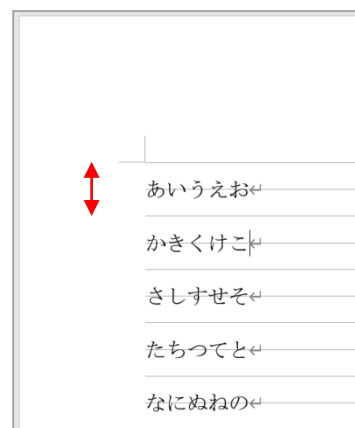 あいうえお
かきくけこ
さしすせそ
たちつてと
なにぬねの